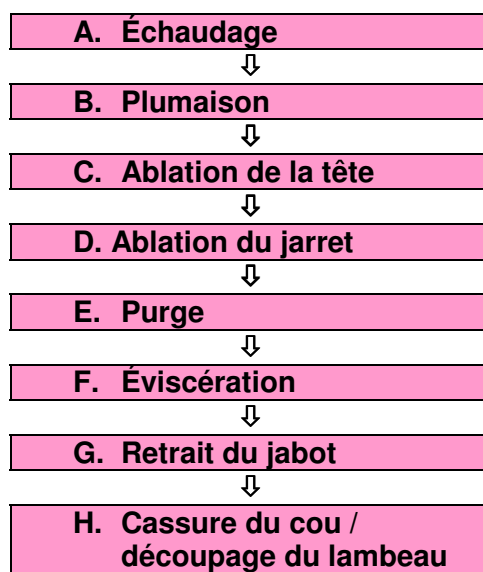 A. Échaudage
B. Plumaison
C. Ablation de la tête
D. Ablation du jarret
E. Purge
F. Éviscération
G. Retrait du jabot
H. Cassure du cou /
découpage du lambeau